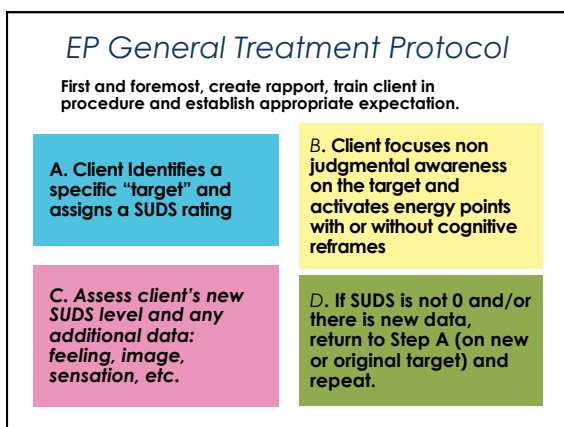 EP General Treatment Protocol
First and foremost, create rapport, train client in
procedure and establish appropriate expectation.
A. Client Identifies a
specific “target” and
assigns a SUDS rating
B. Client focuses non
judgmental awareness
on the target and
activates energy points
with or without cognitive
reframes
C. Assess client’s new
SUDS level and any
additional data:
feeling, image,
sensation, etc.
D. If SUDS is not 0 and/or
there is new data,
return to Step A (on new
or original target) and
repeat.